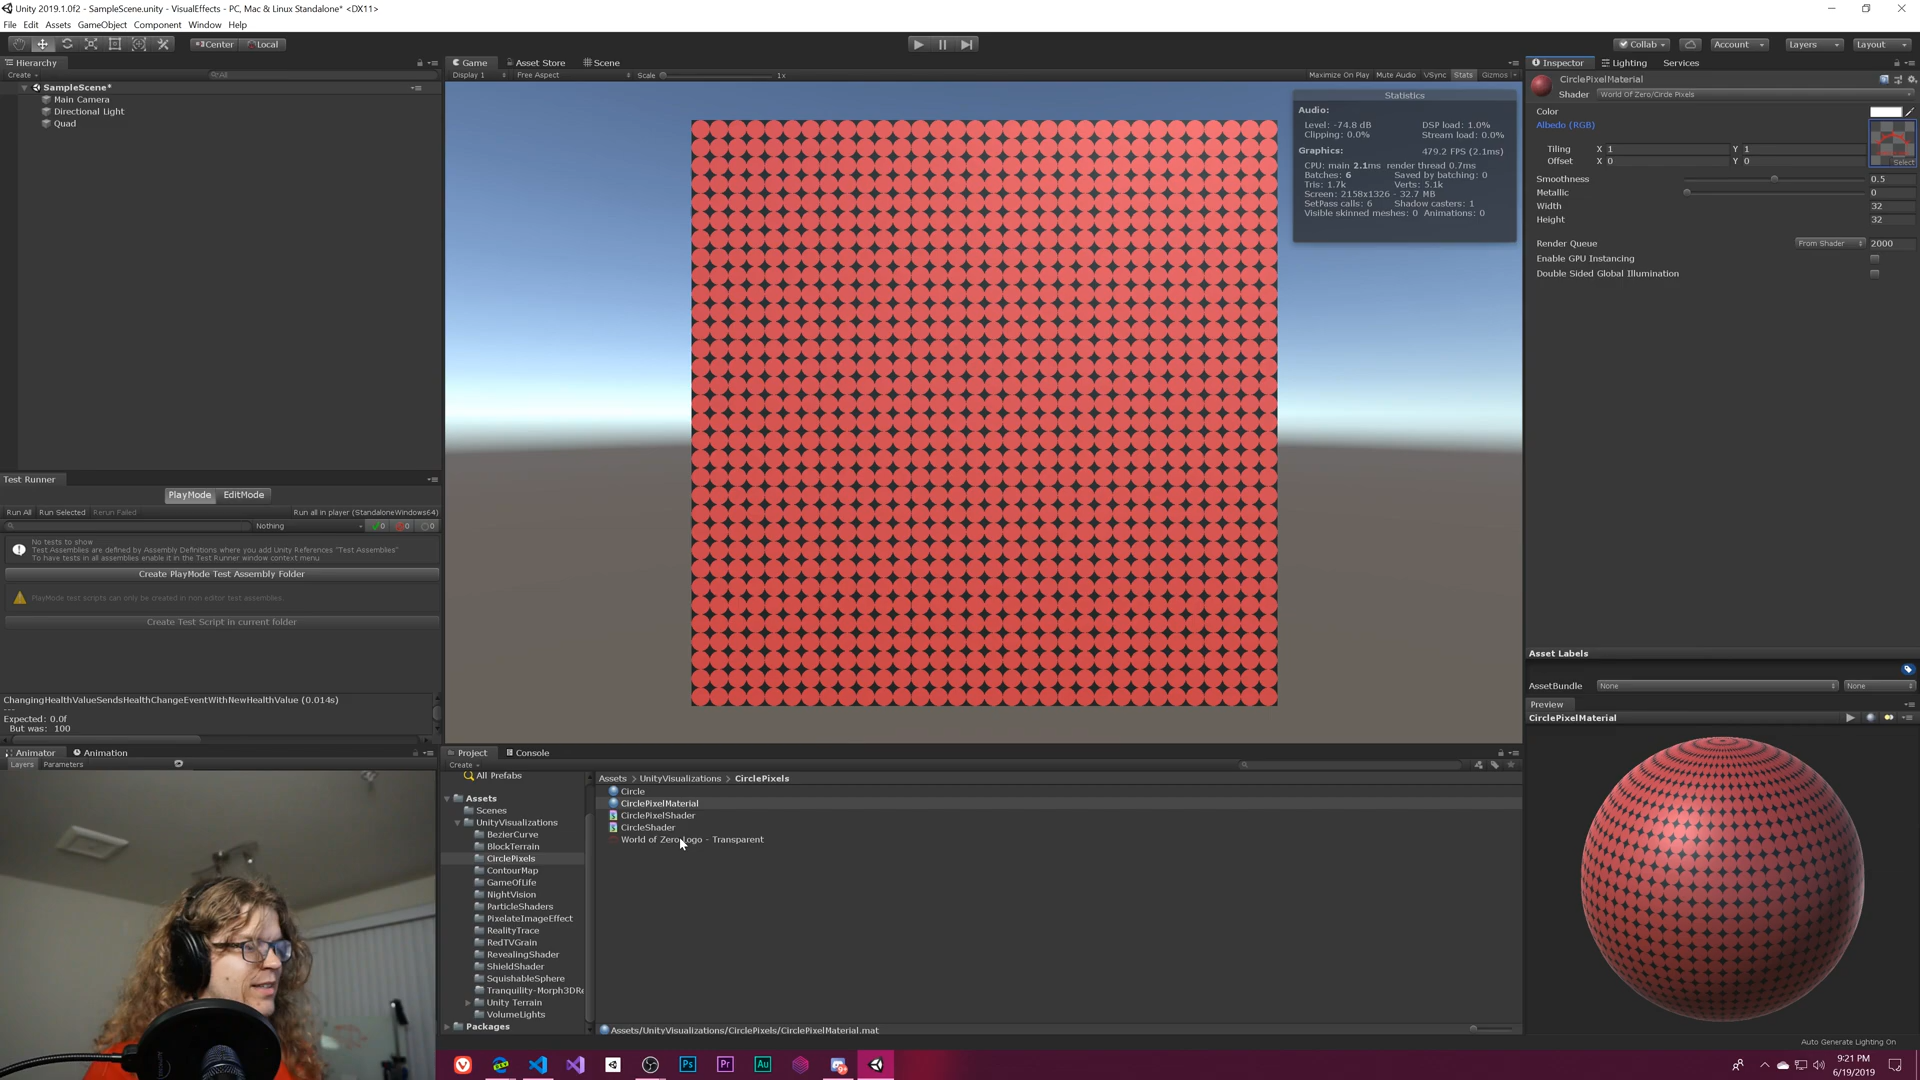 Unity 2019.1.0f2 - SampleScene.unity - VisualEffects - PC, Mac & Linux Standalone* <DX11>
File Edit Assets GameObject Component Window Help
Center Local
Collab Account Layers Layout
Hierarchy
Create All
SampleScene*
Main Camera
Directional Light
Quad
Test Runner
PlayMode EditMode
Run All Run Selected Rerun Failed Run all in player (StandaloneWindows64)
Nothing 0 0 0
No tests to show
Test Assemblies are defined by Assembly Definitions where you add Unity References "Test Assemblies"
To have tests in all assemblies enable it in the Test Runner window context menu
Create PlayMode Test Assembly Folder
PlayMode test scripts can only be created in non editor test assemblies.
Create Test Script in current folder
ChangingHealthValueSendsHealthChangeEventWithNewHealthValue (0.014s)
---
Expected: 0.0f
But was: 100
Animator Animation
Layers Parameters
Game Asset Store Scene
Display 1 Free Aspect Scale 1x Maximize On Play Mute Audio VSync Stats Gizmos
Statistics
Audio:
Level: -74.8 dB DSP load: 1.0%
Clipping: 0.0% Stream load: 0.0%
Graphics: 479.2 FPS (2.1ms)
CPU: main 2.1ms render thread 0.7ms
Batches: 6 Saved by batching: 0
Tris: 1.7k Verts: 5.1k
Screen: 2158x1326 - 32.7 MB
SetPass calls: 6 Shadow casters: 1
Visible skinned meshes: 0 Animations: 0
Project Console
Create
All Prefabs
Assets
Scenes
UnityVisualizations
BezierCurve
BlockTerrain
CirclePixels
ContourMap
GameOfLife
NightVision
ParticleShaders
PixelateImageEffect
RealityTrace
RedTVGrain
RevealingShader
ShieldShader
SquishableSphere
Tranquility-Morph3DRe
Unity Terrain
VolumeLights
Packages
Assets > UnityVisualizations > CirclePixels
Circle
CirclePixelMaterial
CirclePixelShader
CircleShader
World of Zero Logo - Transparent
Assets/UnityVisualizations/CirclePixels/CirclePixelMaterial.mat
Inspector Lighting Services
CirclePixelMaterial
Shader World Of Zero/Circle Pixels
Color
Albedo (RGB)
Tiling X 1 Y 1
Offset X 0 Y 0
Select
Smoothness 0.5
Metallic 0
Width 32
Height 32
Render Queue From Shader 2000
Enable GPU Instancing
Double Sided Global Illumination
Asset Labels
AssetBundle None None
Preview
CirclePixelMaterial
Auto Generate Lighting On
Ps Pr Au
9:21 PM
6/19/2019